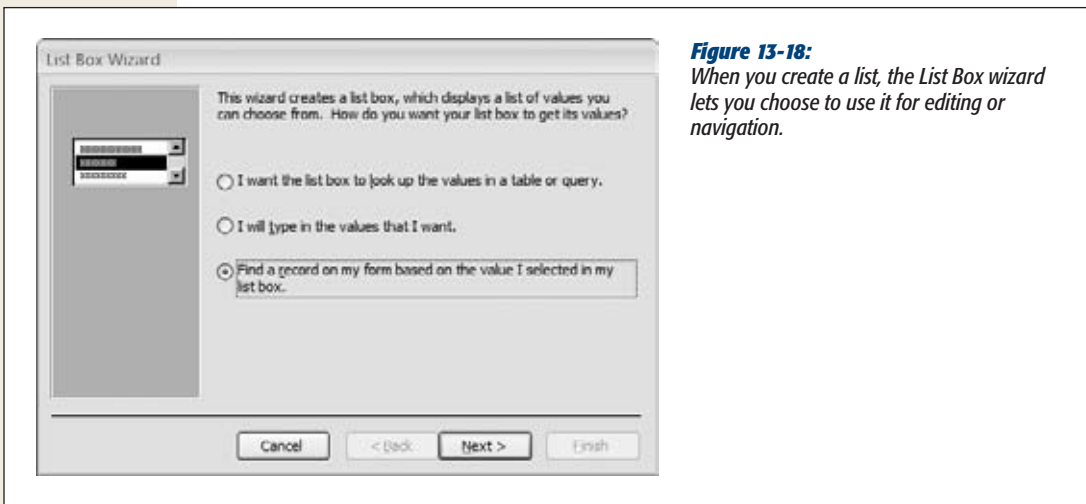 List Box Wizard
This wizard creates a list box, which displays a list of values you
can choose from. How do you want your list box to get its values?
I want the list box to look up the values in a table or query.
I will type in the values that I want.
Find a record on my form based on the value I selected in my
list box.
Cancel
< Back
Next >
Finish
Figure 13-18:
When you create a list, the List Box wizard
lets you choose to use it for editing or
navigation.